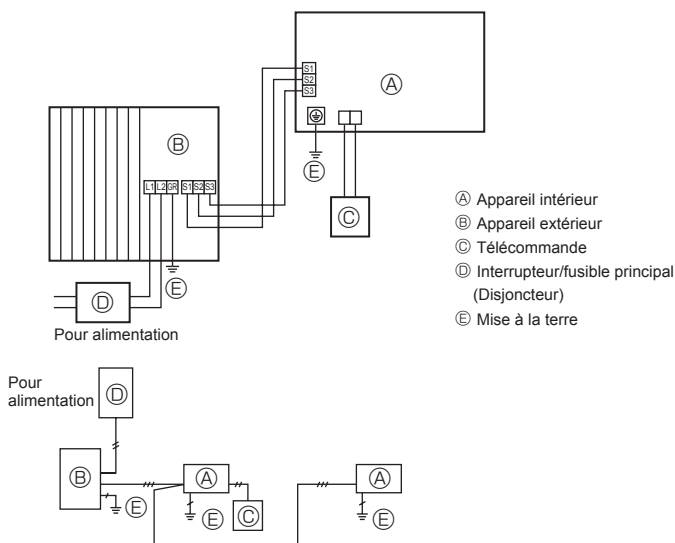 S1
S2
S3
Ⓐ
Ⓑ
L1 L2 GR S1 S2 S3
Ⓔ
Ⓒ
Ⓔ
Ⓓ
Pour alimentation
Ⓐ Appareil intérieur
Ⓑ Appareil extérieur
Ⓒ Télécommande
Ⓓ Interrupteur/fusible principal
(Disjoncteur)
Ⓔ Mise à la terre
Pour
alimentation
Ⓓ
Ⓑ
Ⓔ
Ⓐ
Ⓔ
Ⓒ
Ⓐ
Ⓔ